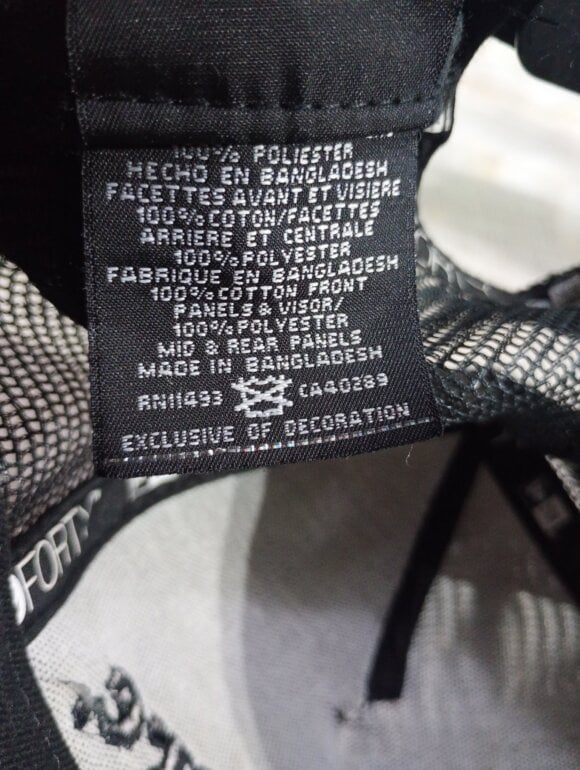 100% POLIESTER
HECHO EN BANGLADESH
FACETTES AVANT ET VISIERE
100%COTON/FACETTES
ARRIERE ET CENTRALE
100%POLYESTER
FABRIQUE EN BANGLADESH
100%COTTON FRONT
PANELS & VISOR/
100%POLYESTER
MID & REAR PANELS
MADE IN BANGLADESH
RN11493 CA40289
EXCLUSIVE OF DECORATION
FORTY